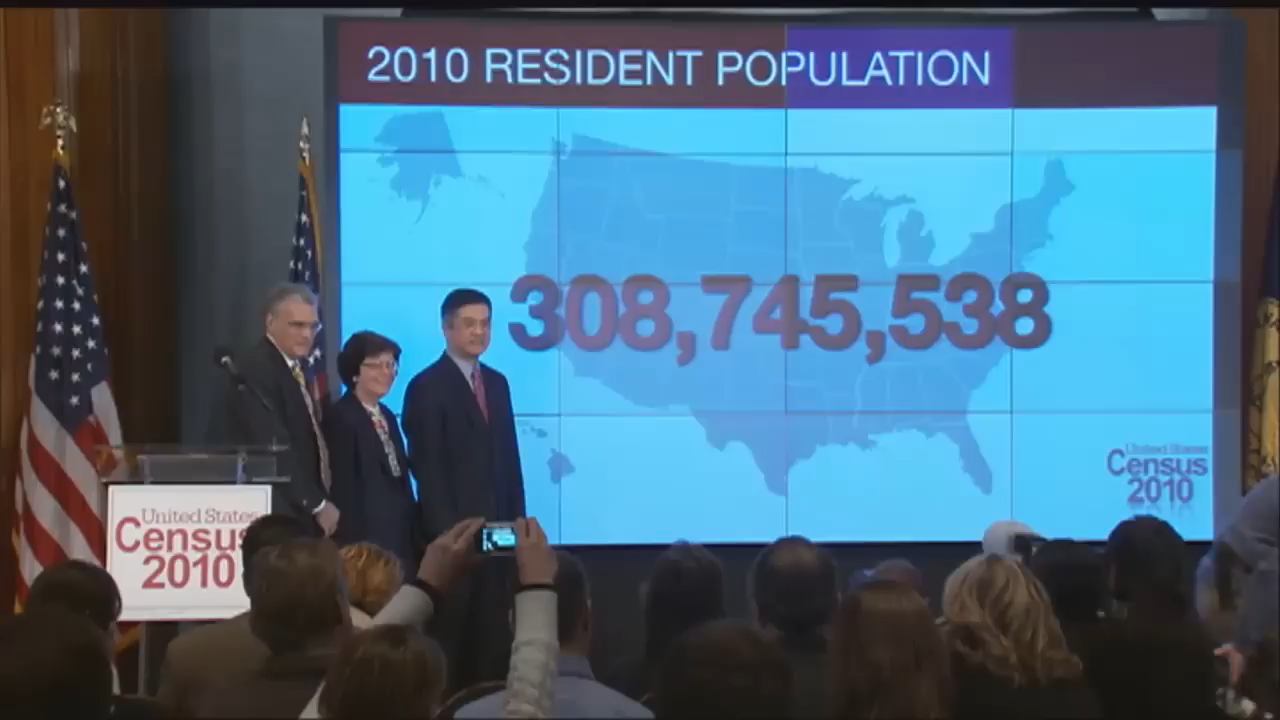 2010 RESIDENT POPULATION
308,745,538
United States
Census
2010
United States
Census
2010